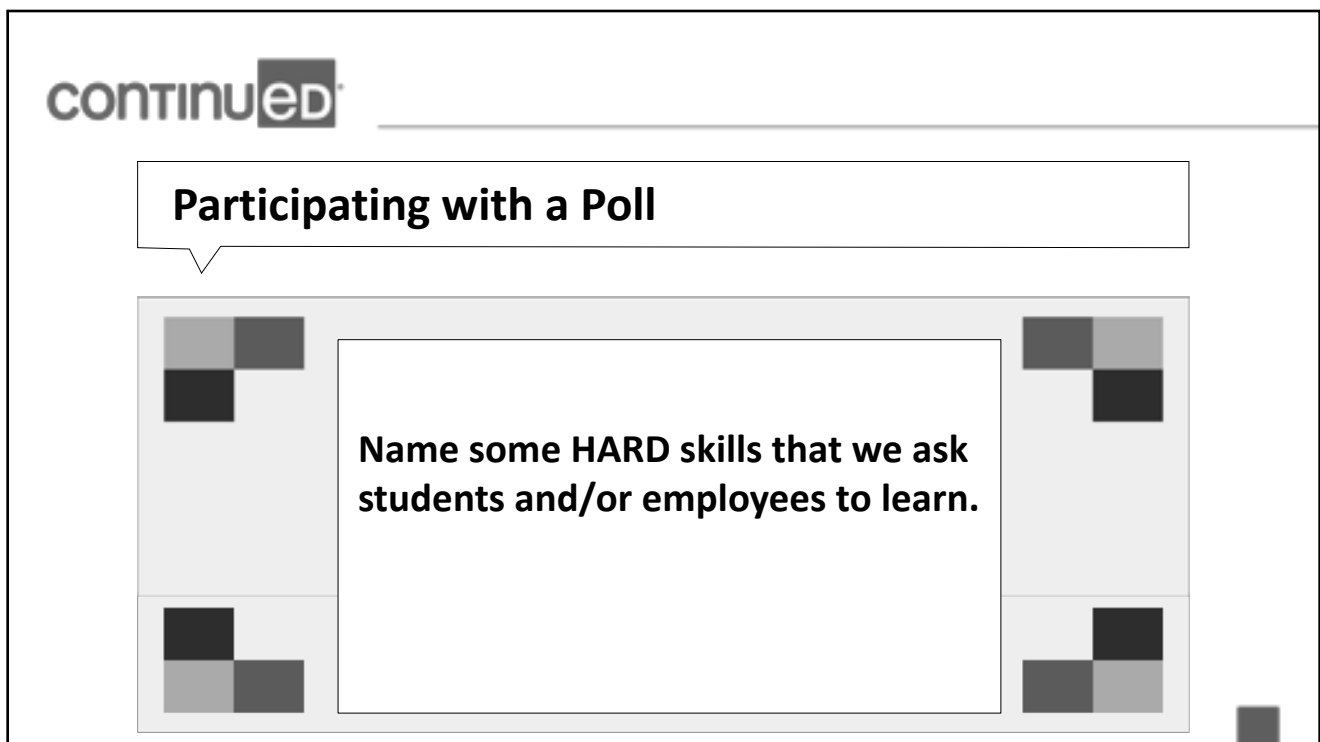 continued
Participating with a Poll
Name some HARD skills that we ask
students and/or employees to learn.